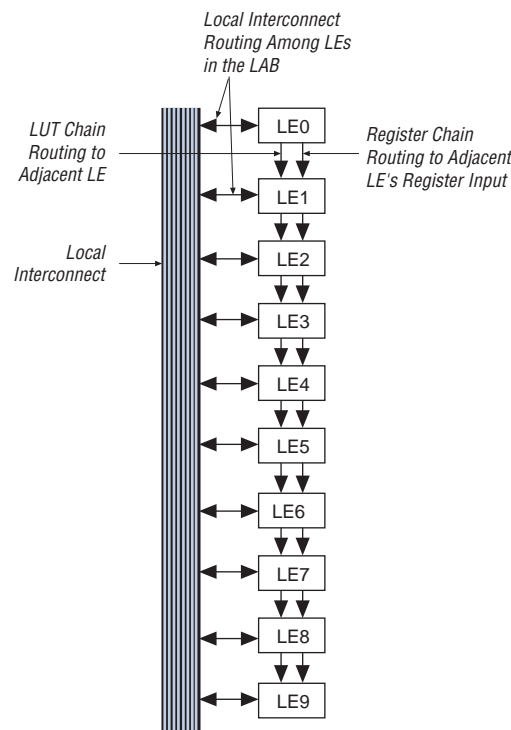 Local Interconnect
Routing Among LEs
in the LAB
LUT Chain
Routing to
Adjacent LE
Register Chain
Routing to Adjacent
LE's Register Input
Local
Interconnect
LE0
LE1
LE2
LE3
LE4
LE5
LE6
LE7
LE8
LE9